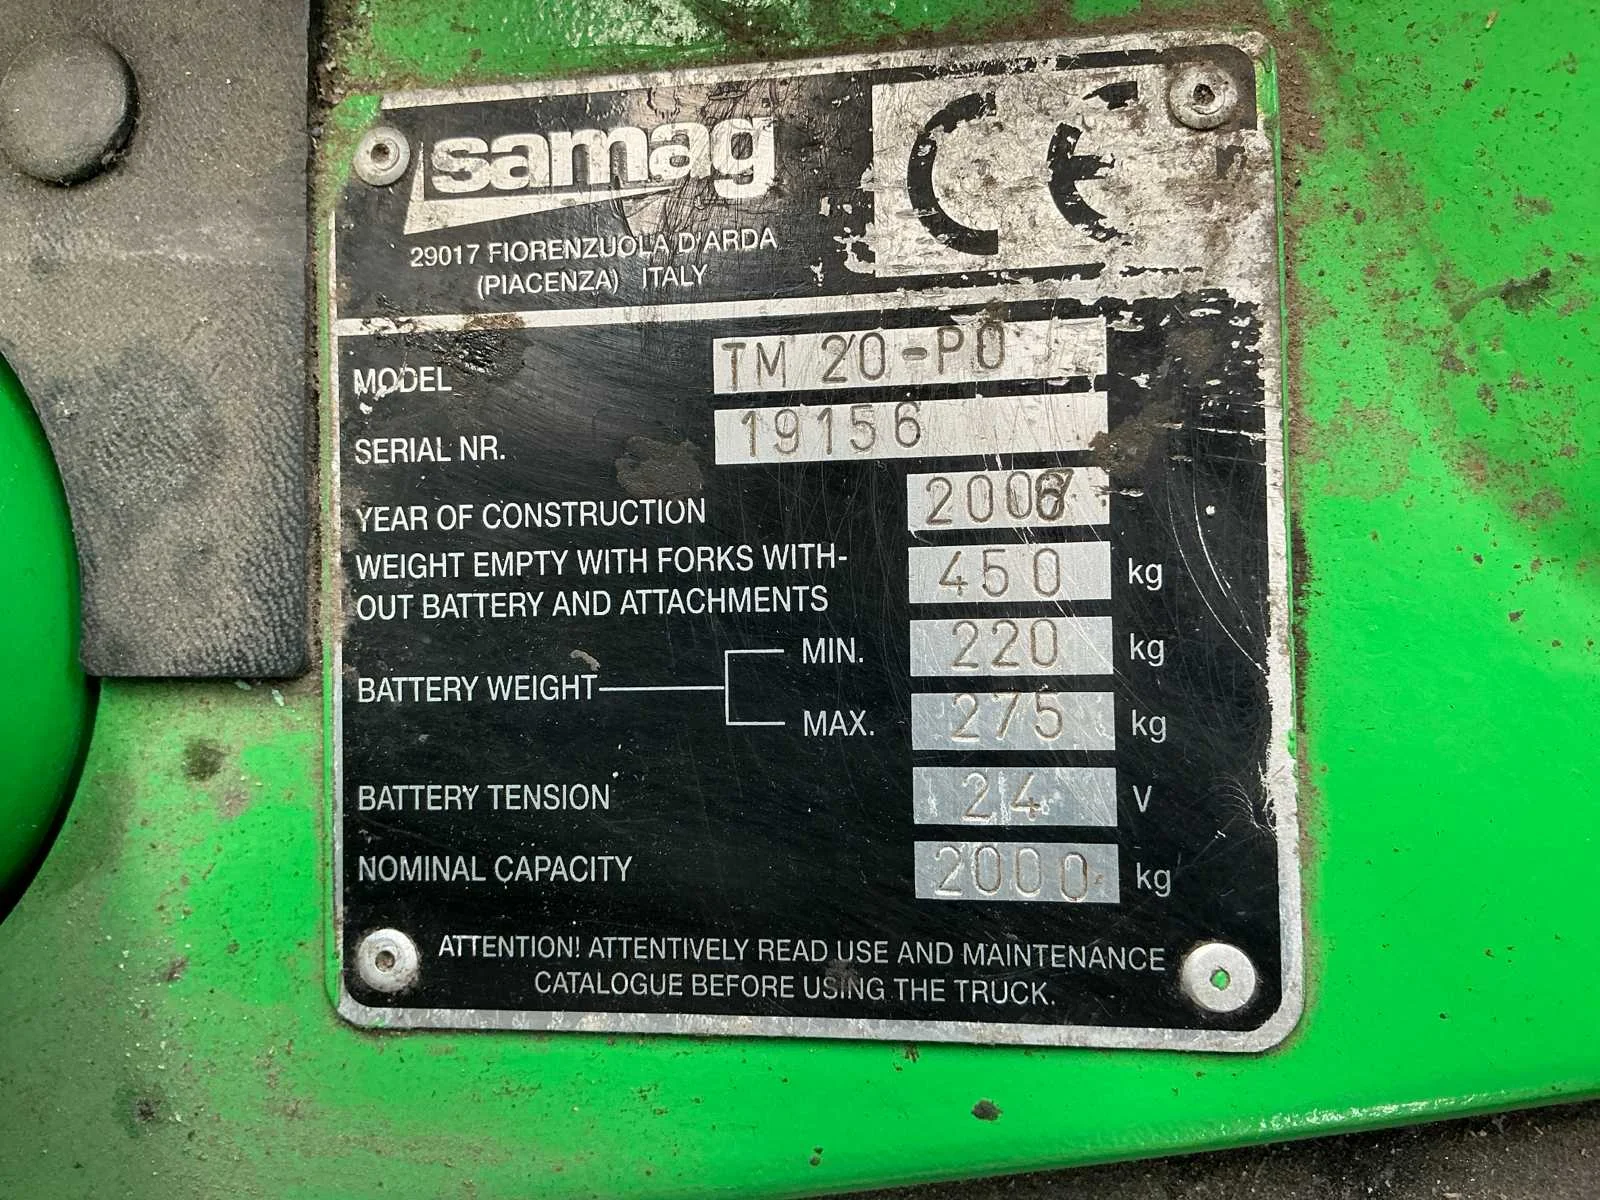 samag
CE
29017 FIORENZUOLA D'ARDA
(PIACENZA) ITALY
MODEL TM 20-PO
SERIAL NR. 19156
YEAR OF CONSTRUCTION
WEIGHT EMPTY WITH FORKS WITH-
OUT BATTERY AND ATTACHMENTS 450 kg
BATTERY WEIGHT
MIN. 220 kg
MAX. 275 kg
BATTERY TENSION 24 V
NOMINAL CAPACITY 2000 kg
ATTENTION! ATTENTIVELY READ USE AND MAINTENANCE
CATALOGUE BEFORE USING THE TRUCK.